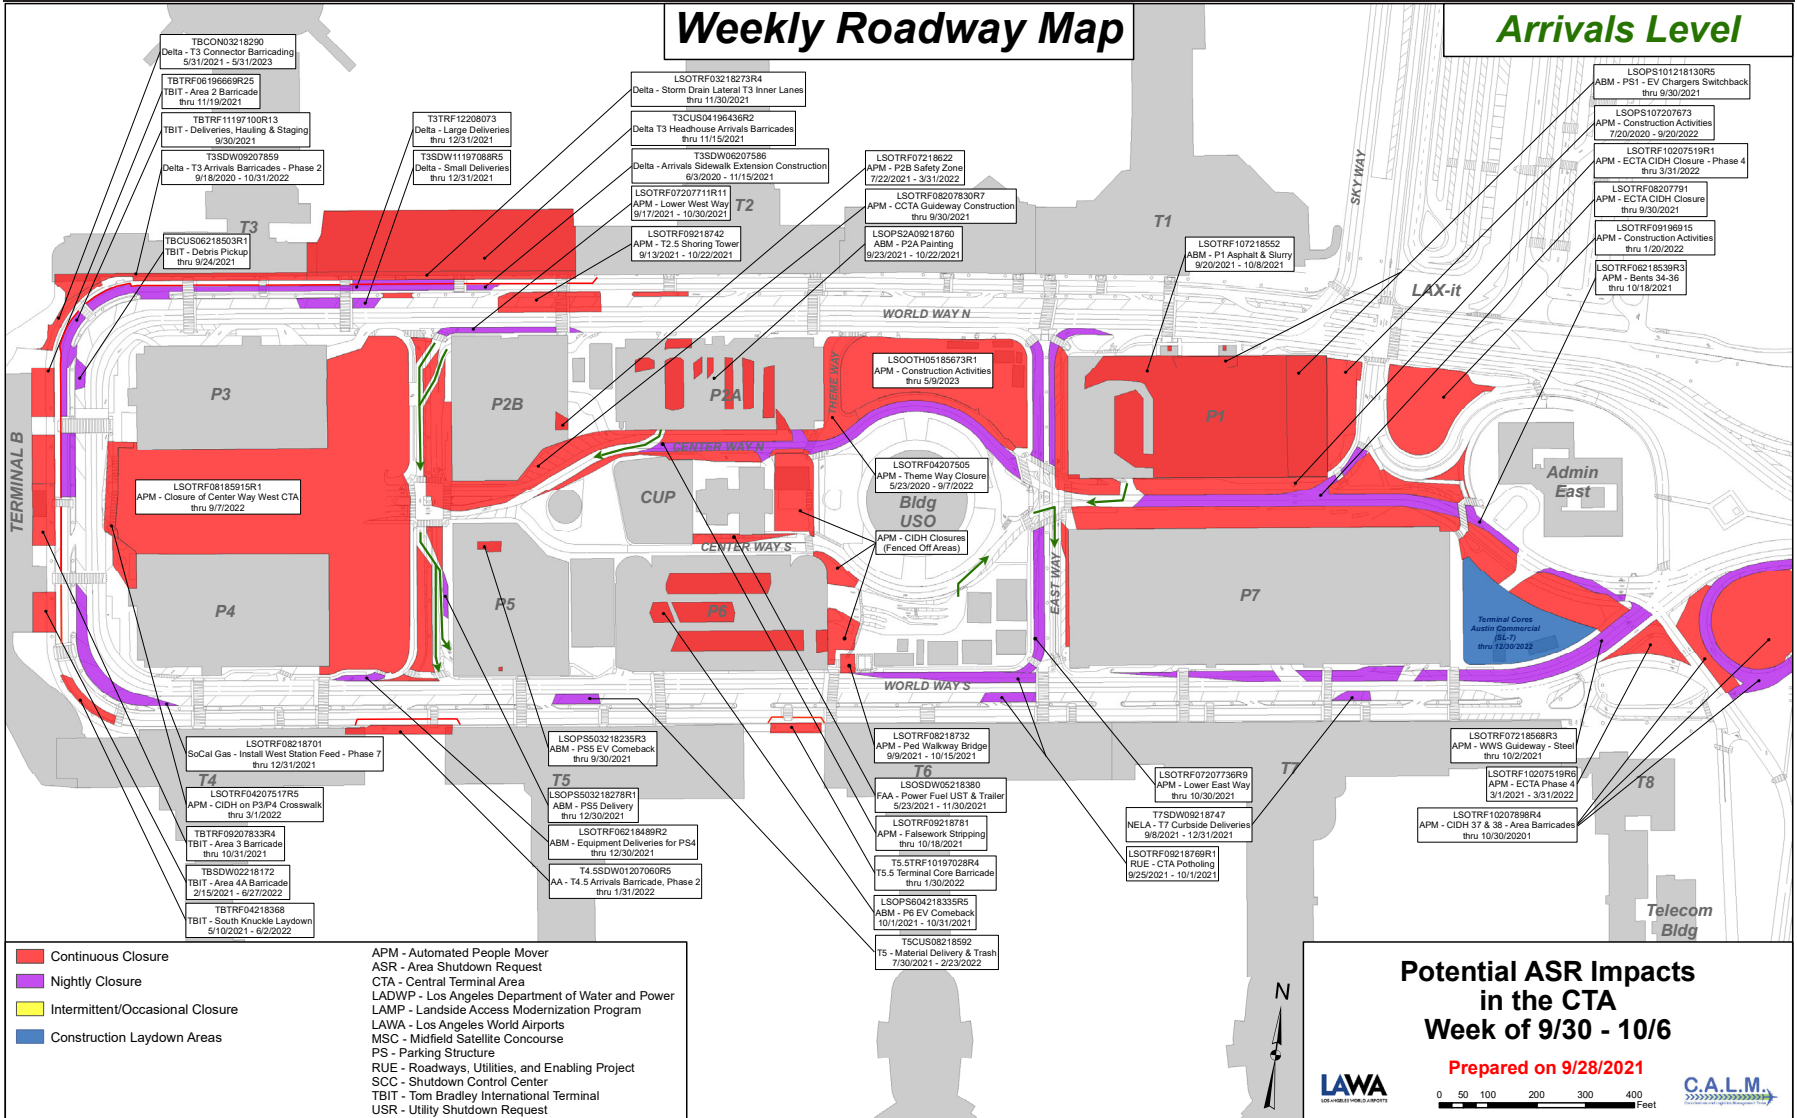 Weekly Roadway Map
Arrivals Level
TBCON03218290
Delta - T3 Connector Barricading
5/31/2021 - 5/31/2023
TBTRF06196669R25
TBIT - Area 2 Barricade
thru 11/19/2021
TBTRF11197100R13
TBIT - Deliveries, Hauling & Staging
9/30/2021
T3SDW09207859
Delta - T3 Arrivals Barricades - Phase 2
9/18/2020 - 10/31/2022
TBCUS06218503R1
TBIT - Debris Pickup
thru 9/24/2021
T3TRF12208073
Delta - Large Deliveries
thru 12/31/2021
T3SDW11197088R5
Delta - Small Deliveries
thru 12/31/2021
LSOTRF03218273R4
Delta - Storm Drain Lateral T3 Inner Lanes
thru 11/30/2021
T3CUS04196436R2
Delta T3 Headhouse Arrivals Barricades
thru 11/15/2021
T3SDW06207586
Delta - Arrivals Sidewalk Extension Construction
6/3/2020 - 11/15/2021
LSOTRF07207711R11
APM - Lower West Way
9/17/2021 - 10/30/2021
LSOTRF09218742
APM - T2.5 Shoring Tower
9/13/2021 - 10/22/2021
LSOTRF07218622
APM - P2B Safety Zone
7/22/2021 - 3/31/2022
LSOTRF08207830R7
APM - CCTA Guideway Construction
thru 9/30/2021
LSOPS2A09218760
ABM - P2A Painting
9/23/2021 - 10/22/2021
LSOTRF107218552
ABM - P1 Asphalt & Slurry
9/20/2021 - 10/8/2021
LSOPS101218130R5
ABM - PS1 - EV Chargers Switchback
thru 9/30/2021
LSOPS107207673
APM - Construction Activities
7/20/2020 - 9/20/2022
LSOTRF10207519R1
APM - ECTA CIDH Closure - Phase 4
thru 3/31/2022
LSOTRF08207791
APM - ECTA CIDH Closure
thru 9/30/2021
LSOTRF09196915
APM - Construction Activities
thru 1/20/2022
LSOTRF06218539R3
APM - Bents 34-36
thru 10/18/2021
T3
T2
T1
SKY WAY
LAX-it
WORLD WAY N
P3
P2B
P2A
THEME WAY
LSOOTH05185673R1
APM - Construction Activities
thru 5/9/2023
P1
TERMINAL B
CENTER WAY N
LSOTRF08185915R1
APM - Closure of Center Way West CTA
thru 9/7/2022
CUP
LSOTRF04207505
APM - Theme Way Closure
5/23/2020 - 9/7/2022
Bldg
USO
Admin
East
APM - CIDH Closures
(Fenced Off Areas)
CENTER WAY S
EAST WAY
P4
P5
P6
P7
Terminal Cores
Austin Commercial
(SL-7)
thru 12/30/2022
WORLD WAY S
LSOTRF08218701
SoCal Gas - Install West Station Feed - Phase 7
thru 12/31/2021
T4
LSOTRF04207517R5
APM - CIDH on P3/P4 Crosswalk
thru 3/1/2022
TBTRF09207833R4
TBIT - Area 3 Barricade
thru 10/31/2021
TBSDW02218172
TBIT - Area 4A Barricade
2/15/2021 - 6/27/2022
TBTRF04218368
TBIT - South Knuckle Laydown
5/10/2021 - 6/2/2022
LSOPS503218235R3
ABM - PS5 EV Comeback
thru 9/30/2021
T5
LSOPS503218278R1
ABM - PS5 Delivery
thru 12/30/2021
LSOTRF06218489R2
ABM - Equipment Deliveries for PS4
thru 12/30/2021
T4.5SDW01207060R5
AA - T4.5 Arrivals Barricade, Phase 2
thru 1/31/2022
LSOTRF08218732
APM - Ped Walkway Bridge
9/9/2021 - 10/15/2021
T6
LSOSDW05218380
FAA - Power Fuel UST & Trailer
5/23/2021 - 11/30/2021
LSOTRF09218781
APM - Falsework Stripping
thru 10/18/2021
T5.5TRF10197028R4
T5.5 Terminal Core Barricade
thru 1/30/2022
LSOPS604218335R5
ABM - P6 EV Comeback
10/1/2021 - 10/31/2021
T5CUS08218592
T5 - Material Delivery & Trash
7/30/2021 - 2/23/2022
LSOTRF07207736R9
APM - Lower East Way
thru 10/30/2021
T7
T7SDW09218747
NELA - T7 Curbside Deliveries
9/8/2021 - 12/31/2021
LSOTRF09218769R1
RUE - CTA Potholing
9/25/2021 - 10/1/2021
LSOTRF07218568R3
APM - WWS Guideway - Steel
thru 10/2/2021
LSOTRF10207519R6
APM - ECTA Phase 4
3/1/2021 - 3/31/2022
T8
LSOTRF10207898R4
APM - CIDH 37 & 38 - Area Barricades
thru 10/30/20201
Telecom
Bldg
Continuous Closure
Nightly Closure
Intermittent/Occasional Closure
Construction Laydown Areas
APM - Automated People Mover
ASR - Area Shutdown Request
CTA - Central Terminal Area
LADWP - Los Angeles Department of Water and Power
LAMP - Landside Access Modernization Program
LAWA - Los Angeles World Airports
MSC - Midfield Satellite Concourse
PS - Parking Structure
RUE - Roadways, Utilities, and Enabling Project
SCC - Shutdown Control Center
TBIT - Tom Bradley International Terminal
USR - Utility Shutdown Request
N
Potential ASR Impacts
in the CTA
Week of 9/30 - 10/6
Prepared on 9/28/2021
LAWA
LOS ANGELES WORLD AIRPORTS
0 50 100 200 300 400
Feet
C.A.L.M.